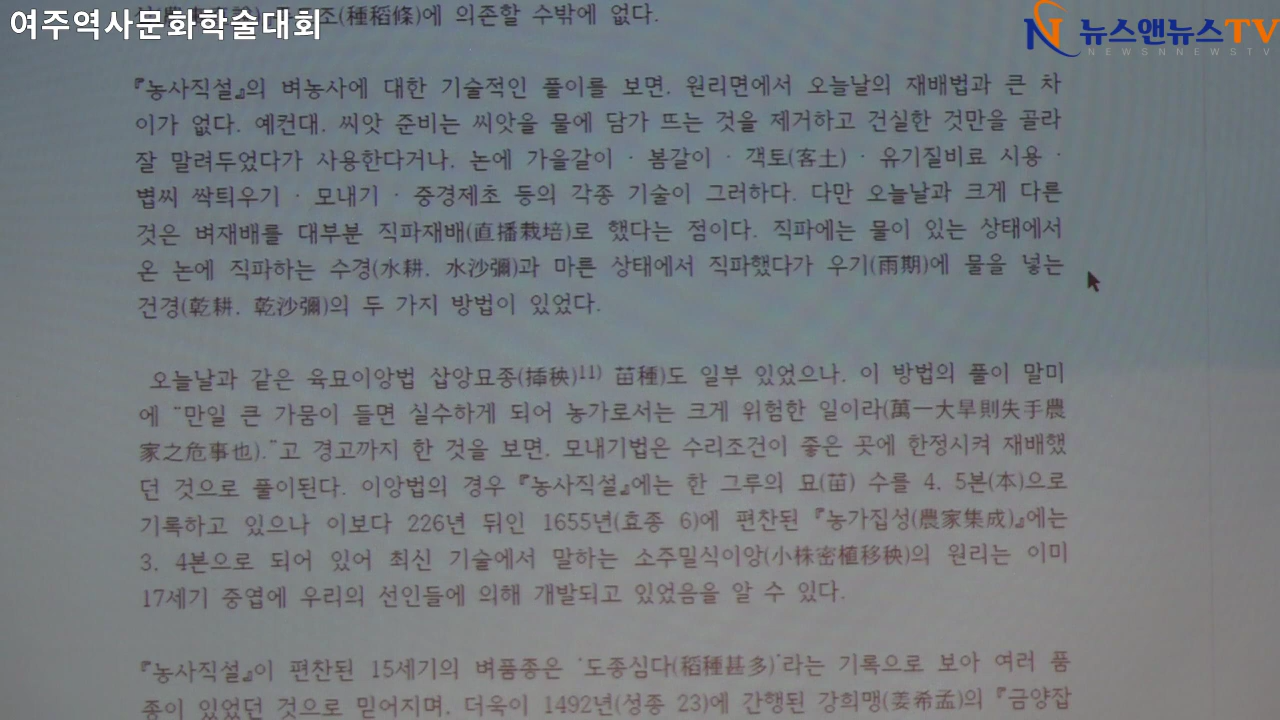 여주역사문화학술대회
뉴스앤뉴스TV
NEWSNNEWSTV
조(種稻條)에 의존할 수밖에 없다.
『농사직설』의 벼농사에 대한 기술적인 풀이를 보면, 원리면에서 오늘날의 재배법과 큰 차
이가 없다. 예컨대, 씨앗 준비는 씨앗을 물에 담가 뜨는 것을 제거하고 건실한 것만을 골라
잘 말려두었다가 사용한다거나, 논에 가을갈이 · 봄갈이 · 객토(客土) · 유기질비료 시용 ·
볍씨 싹틔우기 · 모내기 · 중경제초 등의 각종 기술이 그러하다. 다만 오늘날과 크게 다른
것은 벼재배를 대부분 직파재배(直播栽培)로 했다는 점이다. 직파에는 물이 있는 상태에서
온 논에 직파하는 수경(水耕, 水沙彌)과 마른 상태에서 직파했다가 우기(雨期)에 물을 넣는
건경(乾耕, 乾沙彌)의 두 가지 방법이 있었다.
오늘날과 같은 육묘이앙법 삽앙묘종(揷秧)11) 苗種)도 일부 있었으나, 이 방법의 풀이 말미
에 "만일 큰 가뭄이 들면 실수하게 되어 농가로서는 크게 위험한 일이라(萬一大旱則失手農
家之危事也)."고 경고까지 한 것을 보면, 모내기법은 수리조건이 좋은 곳에 한정시켜 재배했
던 것으로 풀이된다. 이앙법의 경우 『농사직설』에는 한 그루의 묘(苗) 수를 4, 5본(本)으로
기록하고 있으나 이보다 226년 뒤인 1655년(효종 6)에 편찬된 『농가집성(農家集成)』에는
3, 4본으로 되어 있어 최신 기술에서 말하는 소주밀식이앙(小株密植移秧)의 원리는 이미
17세기 중엽에 우리의 선인들에 의해 개발되고 있었음을 알 수 있다.
『농사직설』이 편찬된 15세기의 벼품종은 '도종심다(稻種甚多)'라는 기록으로 보아 여러 품
종이 있었던 것으로 믿어지며, 더욱이 1492년(성종 23)에 간행된 강희맹(姜希孟)의 『금양잡